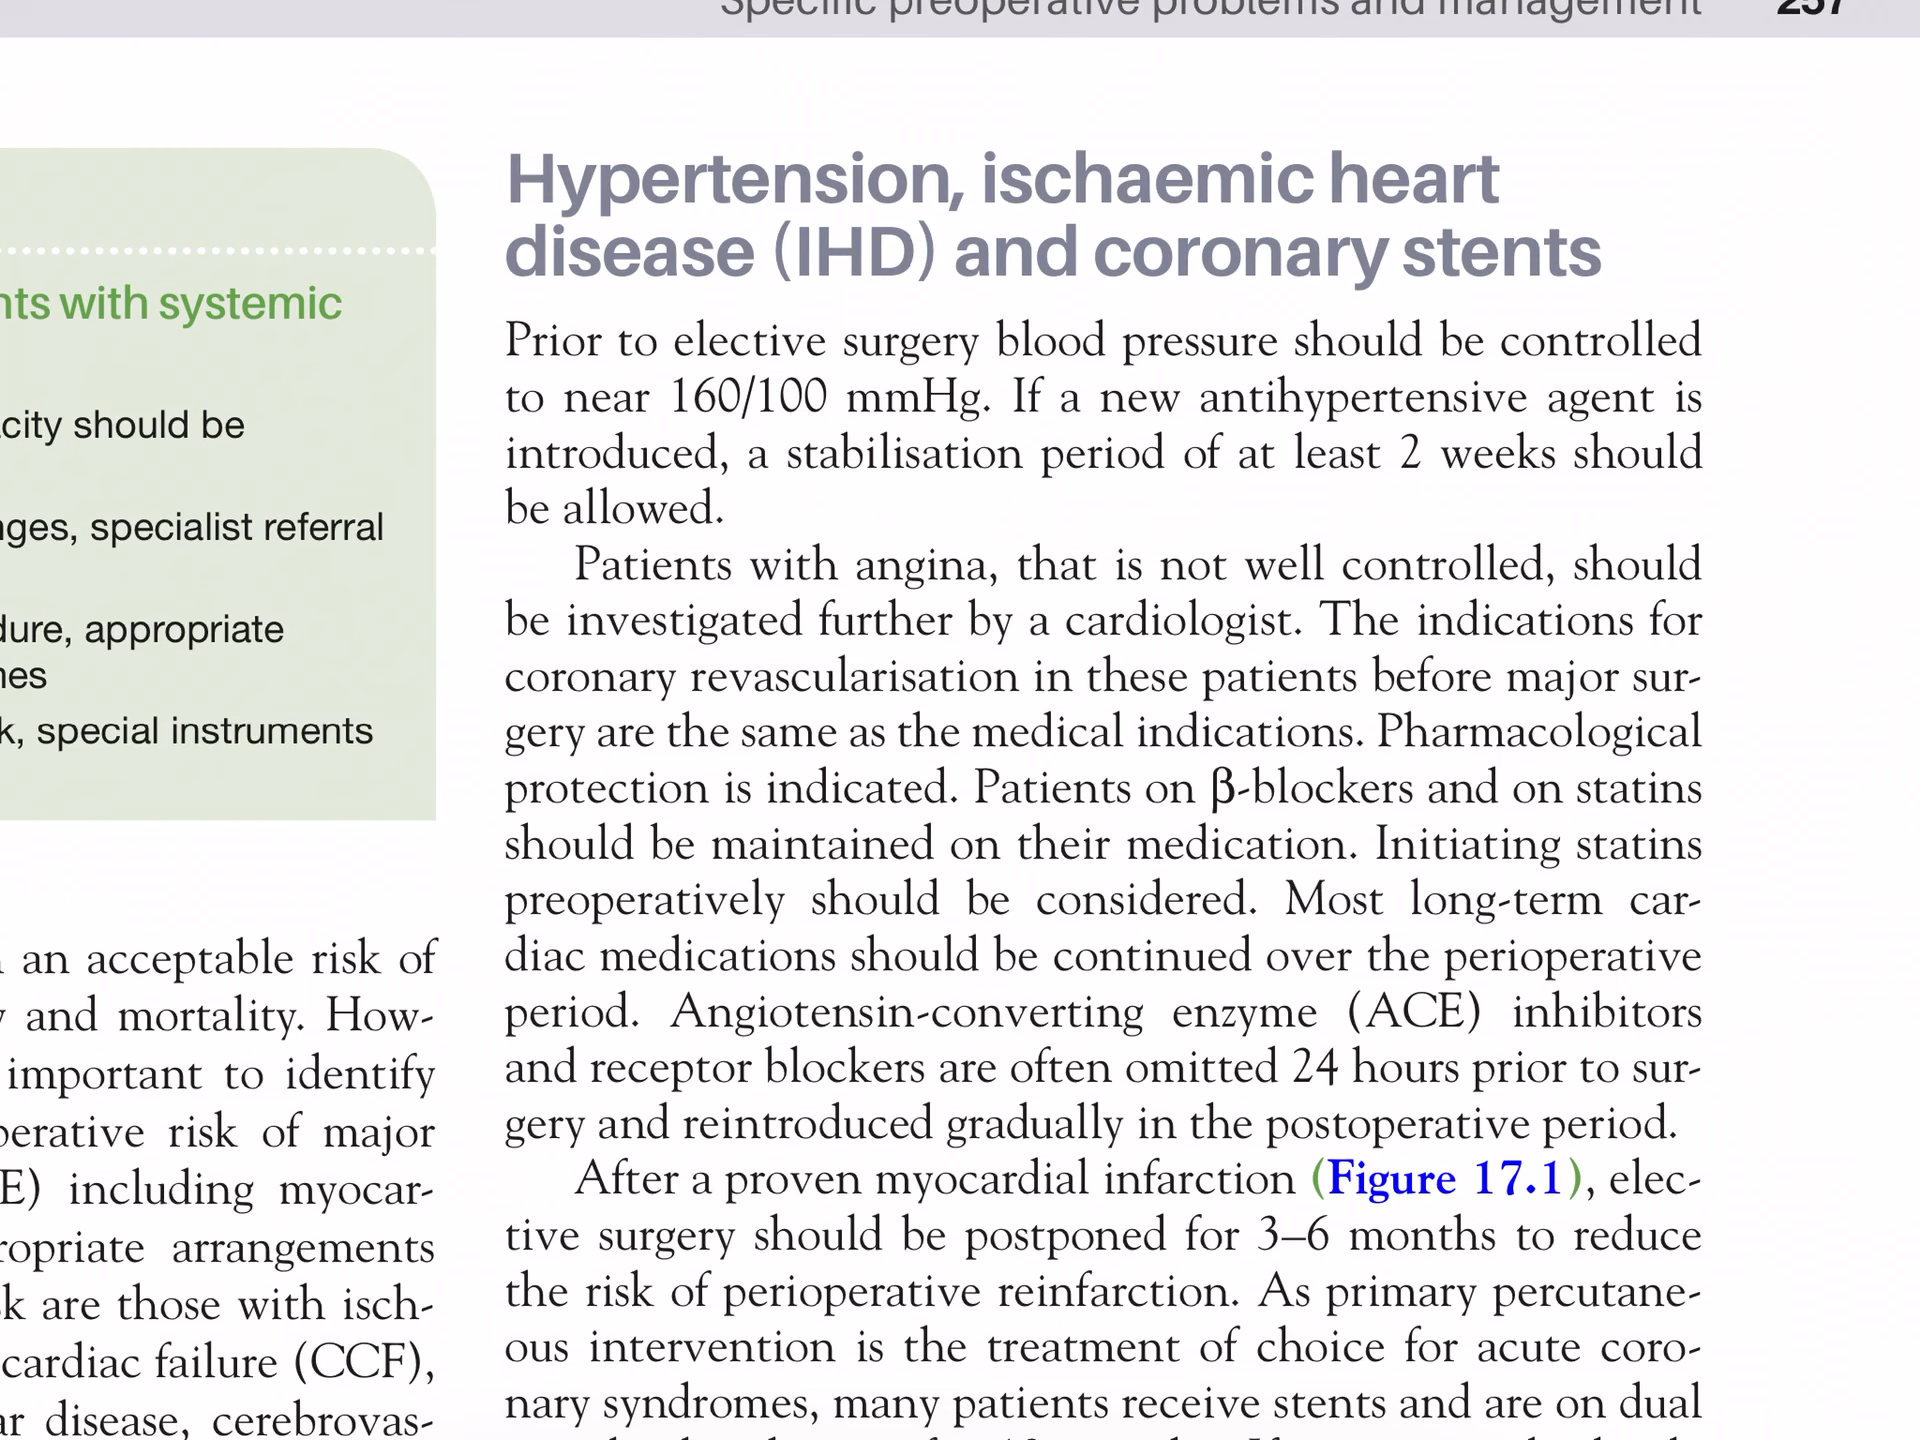 Specific preoperative problems and management 257
nts with systemic
city should be
nges, specialist referral
dure, appropriate
nes
k, special instruments
an acceptable risk of
y and mortality. How-
important to identify
perative risk of major
E) including myocar-
ropriate arrangements
sk are those with isch-
cardiac failure (CCF),
ar disease, cerebrovas-
Hypertension, ischaemic heart
disease (IHD) and coronary stents
Prior to elective surgery blood pressure should be controlled
to near 160/100 mmHg. If a new antihypertensive agent is
introduced, a stabilisation period of at least 2 weeks should
be allowed.
Patients with angina, that is not well controlled, should
be investigated further by a cardiologist. The indications for
coronary revascularisation in these patients before major sur-
gery are the same as the medical indications. Pharmacological
protection is indicated. Patients on β-blockers and on statins
should be maintained on their medication. Initiating statins
preoperatively should be considered. Most long-term car-
diac medications should be continued over the perioperative
period. Angiotensin-converting enzyme (ACE) inhibitors
and receptor blockers are often omitted 24 hours prior to sur-
gery and reintroduced gradually in the postoperative period.
After a proven myocardial infarction (Figure 17.1), elec-
tive surgery should be postponed for 3–6 months to reduce
the risk of perioperative reinfarction. As primary percutane-
ous intervention is the treatment of choice for acute coro-
nary syndromes, many patients receive stents and are on dual